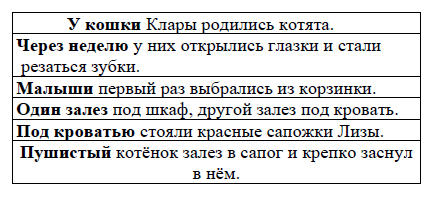 У кошки Клары родились котята.
Через неделю у них открылись глазки и стали
резаться зубки.
Малыши первый раз выбрались из корзинки.
Один залез под шкаф, другой залез под кровать.
Под кроватью стояли красные сапожки Лизы.
Пушистый котёнок залез в сапог и крепко заснул
в нём.